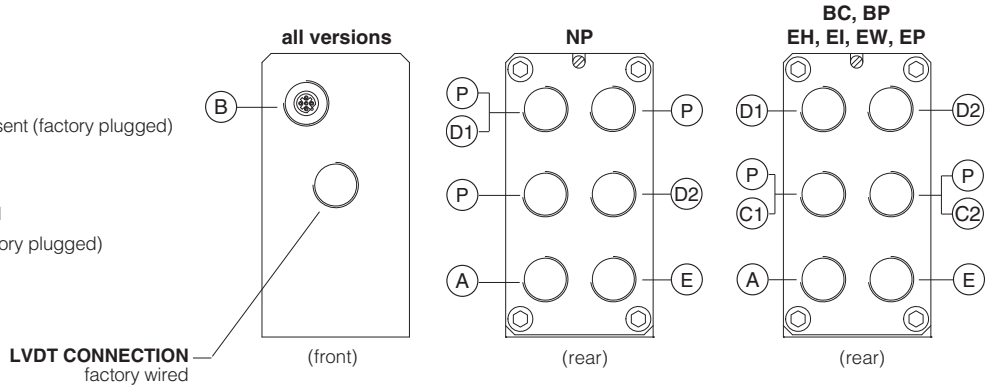 BC, BP
all versions
NP
EH, EI, EW, EP
B
P
D1
P
D1
D2
sent (factory plugged)
P
D2
P
C1
P
C2
ory plugged)
A
E
A
E
LVDT CONNECTION
factory wired
(front)
(rear)
(rear)